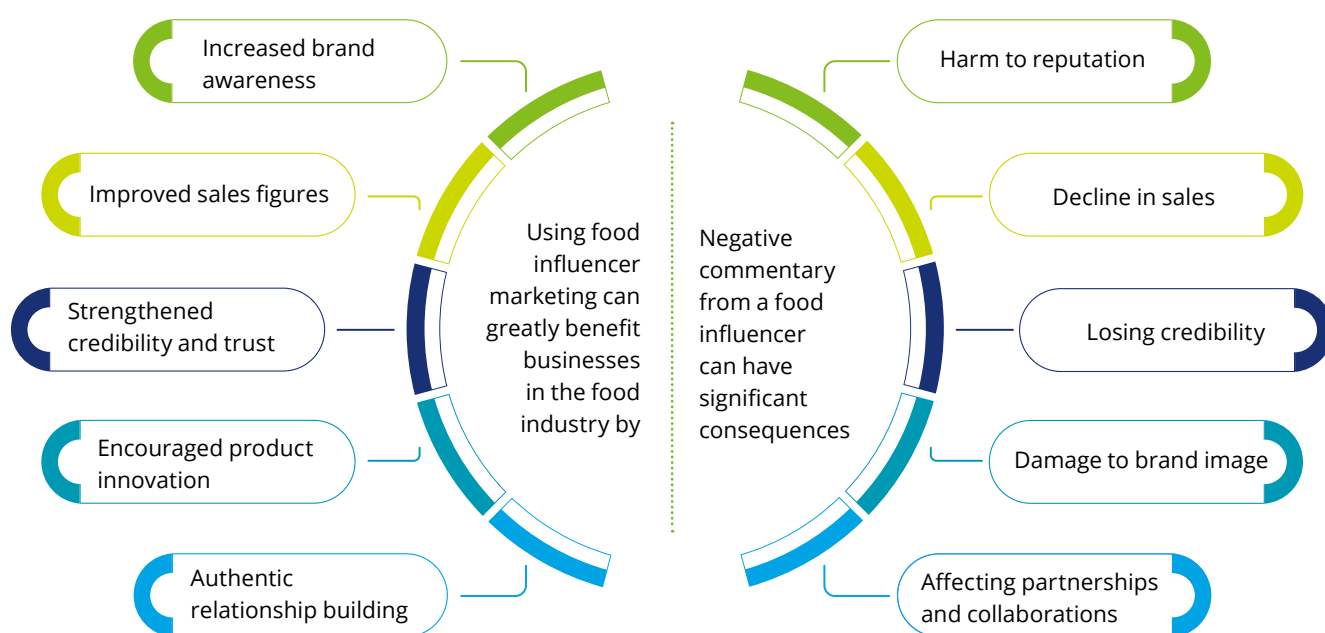 Increased brand
awareness
Improved sales figures
Strengthened
credibility and trust
Encouraged product
innovation
Authentic
relationship building
Using food
influencer
marketing can
greatly benefit
businesses
in the food
industry by
Negative
commentary
from a food
influencer
can have
significant
consequences
Harm to reputation
Decline in sales
Losing credibility
Damage to brand image
Affecting partnerships
and collaborations